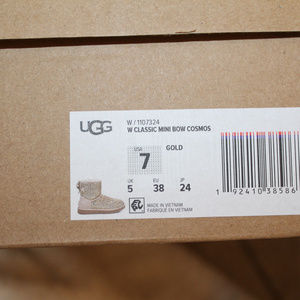 UGG
W / 1107324
W CLASSIC MINI BOW COSMOS
USA
7
GOLD
UK EU JP
5 38 24
MADE IN VIETNAM
FABRIQUÉ EN VIETNAM
1 92410 38586